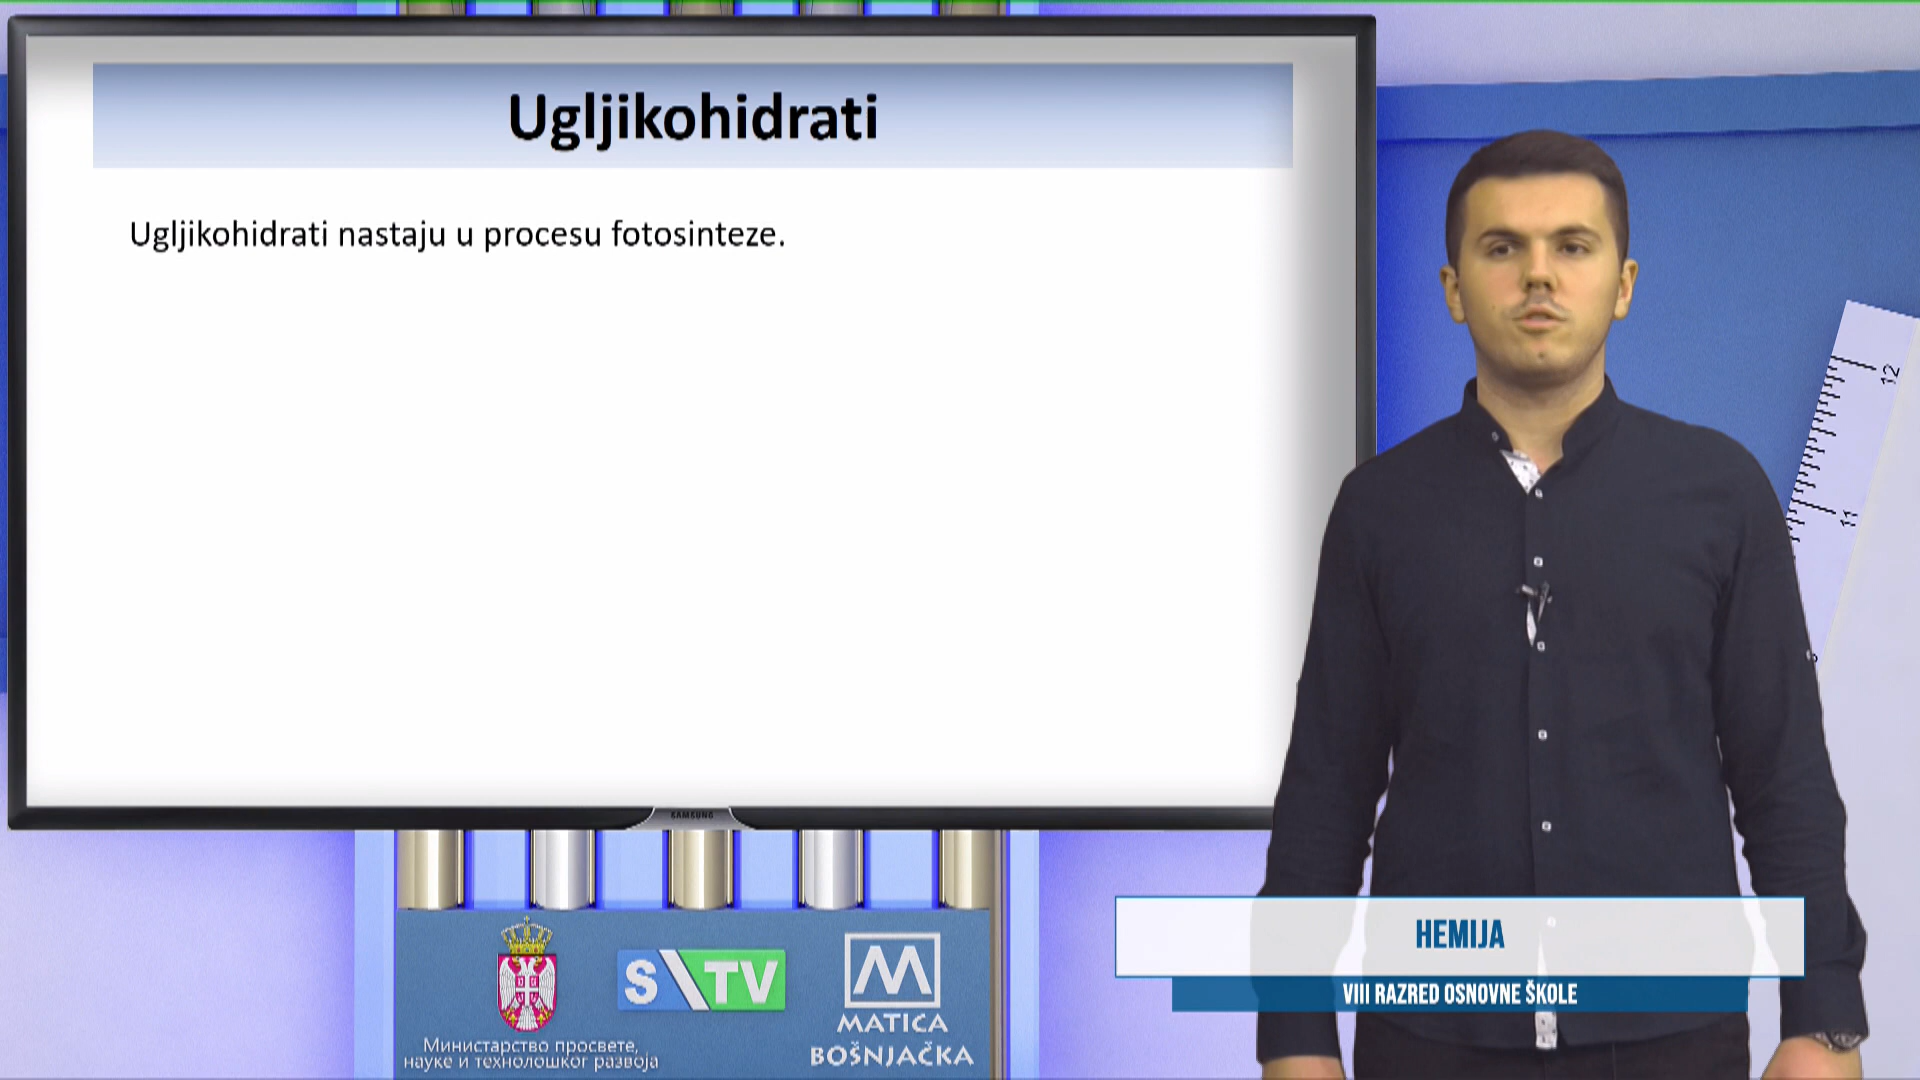 Ugljikohidrati
Ugljikohidrati nastaju u procesu fotosinteze.
SAMSUNG
12
11
HEMIJA
VIII RAZRED OSNOVNE ŠKOLE
S TV
M
MATICA
BOŠNJAČKA
Министарство просвете,
науке и технолошког развоја